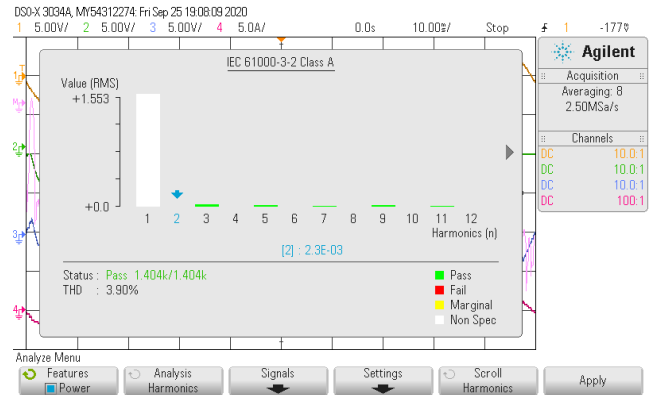 DSO-X 3034A, MY54312274: Fri Sep 25 19:08:09 2020
1 5.00V/ 2 5.00V/ 3 5.00V/ 4 5.0A/ 0.0s 10.00%/ Stop 1 -177%
Agilent
Acquisition
Averaging: 8
2.50MSa/s
Channels
DC 10.0:1
DC 10.0:1
DC 10.0:1
DC 100:1
IEC 61000-3-2 Class A
Value (RMS)
+1.553
+0.0
1 2 3 4 5 6 7 8 9 10 11 12
Harmonics (n)
[2] : 2.3E-03
Status : Pass 1.404k/1.404k
THD : 3.90%
Pass
Fail
Marginal
Non Spec
1
M
2
3
4
Analyze Menu
Features
Power
Analysis
Harmonics
Signals
Settings
Scroll
Harmonics
Apply